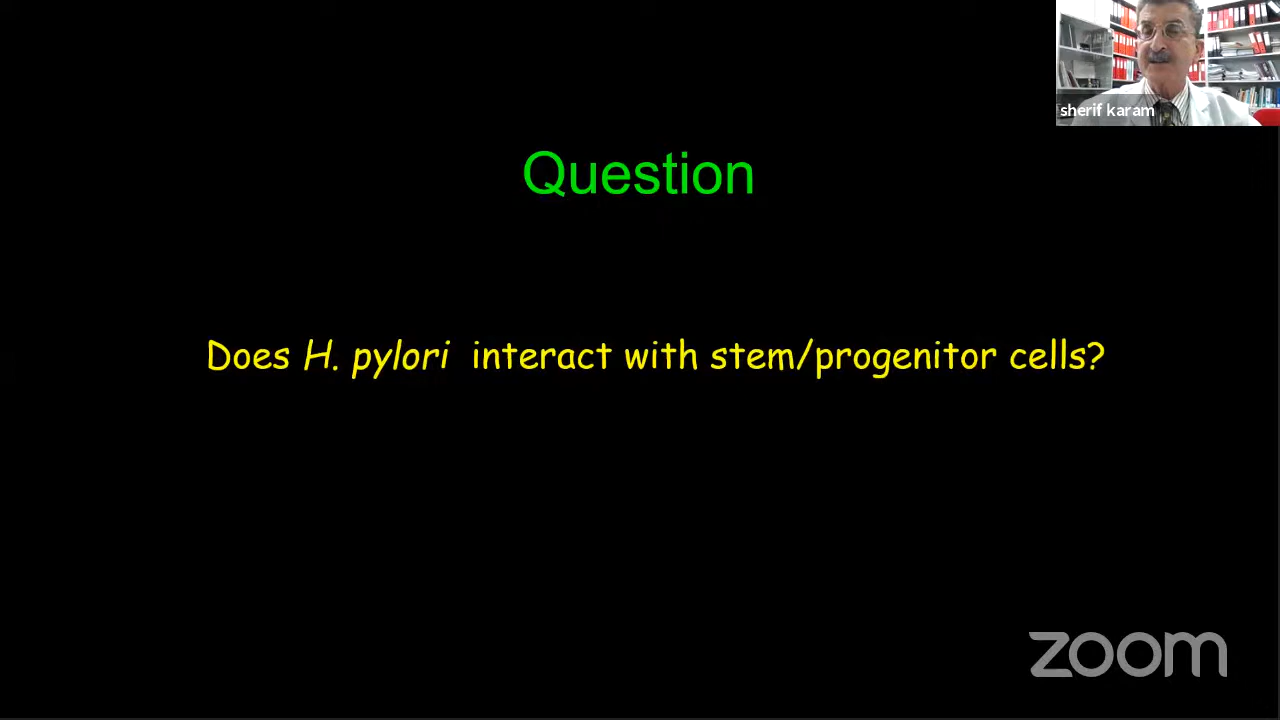 sherif karam
Question
Does H. pylori interact with stem/progenitor cells?
zoom